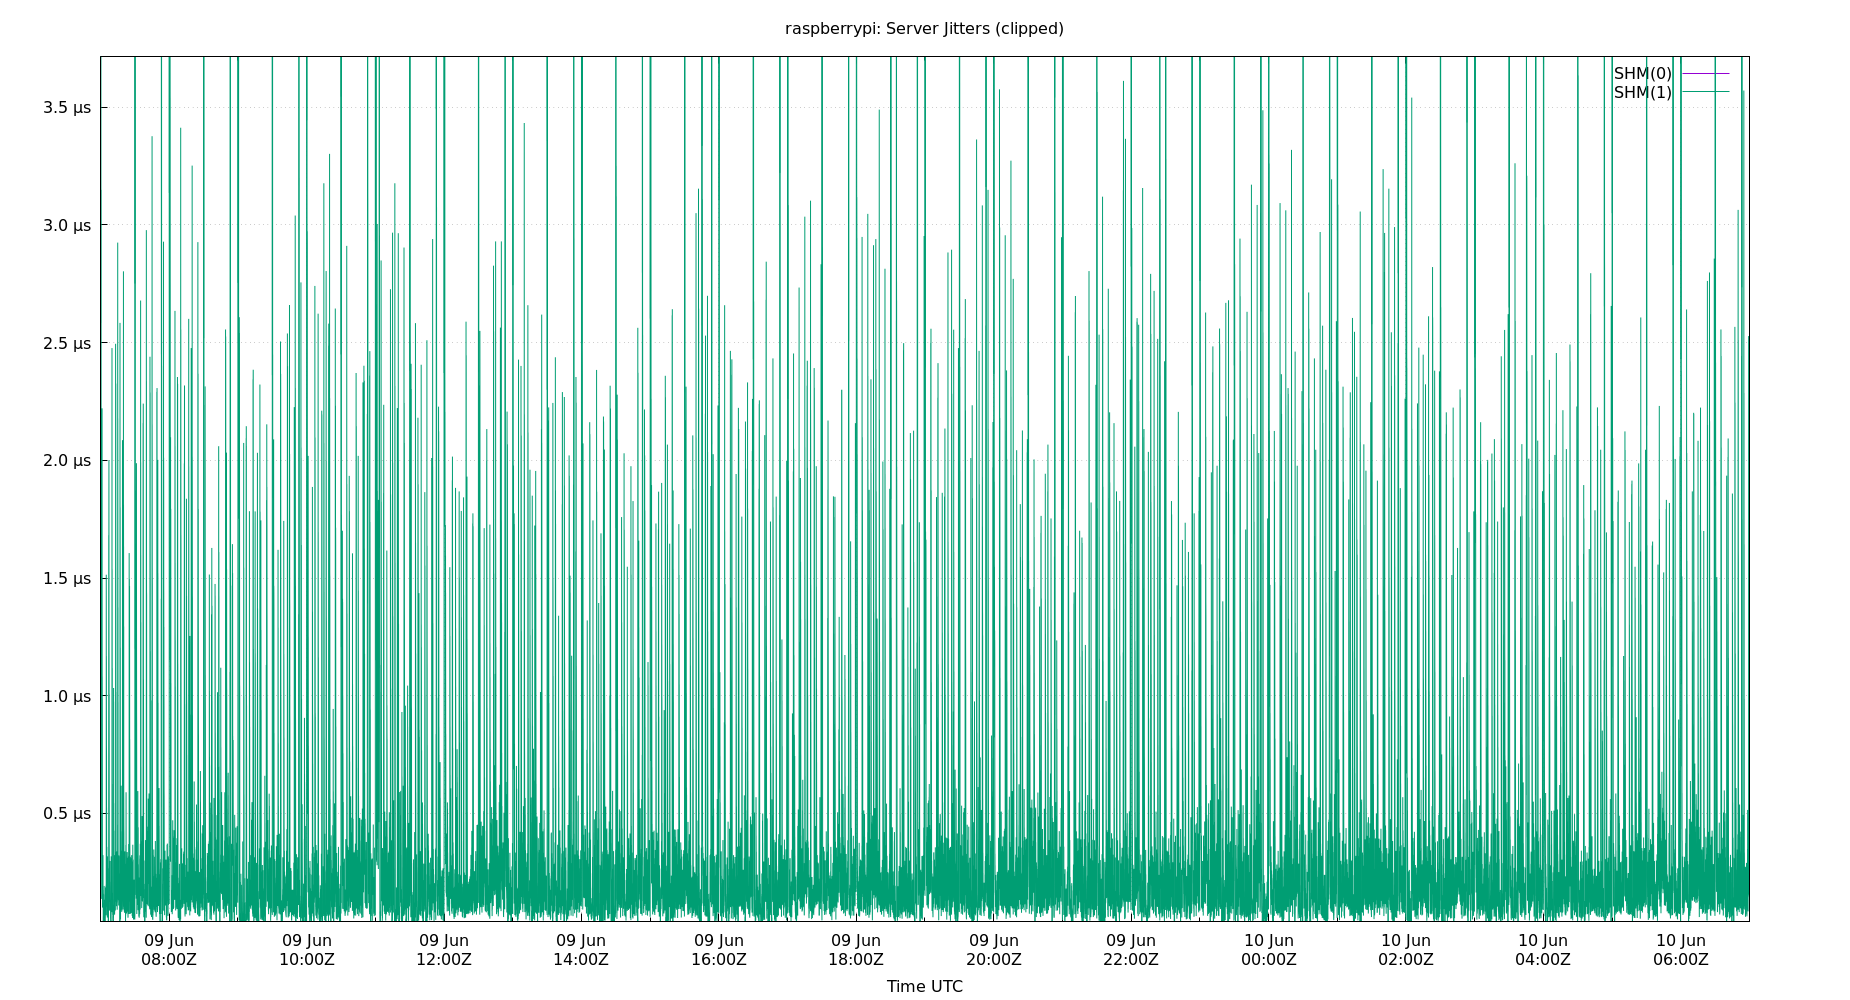 raspberrypi: Server Jitters (clipped)
SHM(0)
SHM(1)
3.5 µs
3.0 µs
2.5 µs
2.0 µs
1.5 µs
1.0 µs
0.5 µs
09 Jun 09 Jun 09 Jun 09 Jun 09 Jun 09 Jun 09 Jun 09 Jun 10 Jun 10 Jun 10 Jun 10 Jun
08:00Z 10:00Z 12:00Z 14:00Z 16:00Z 18:00Z 20:00Z 22:00Z 00:00Z 02:00Z 04:00Z 06:00Z
Time UTC